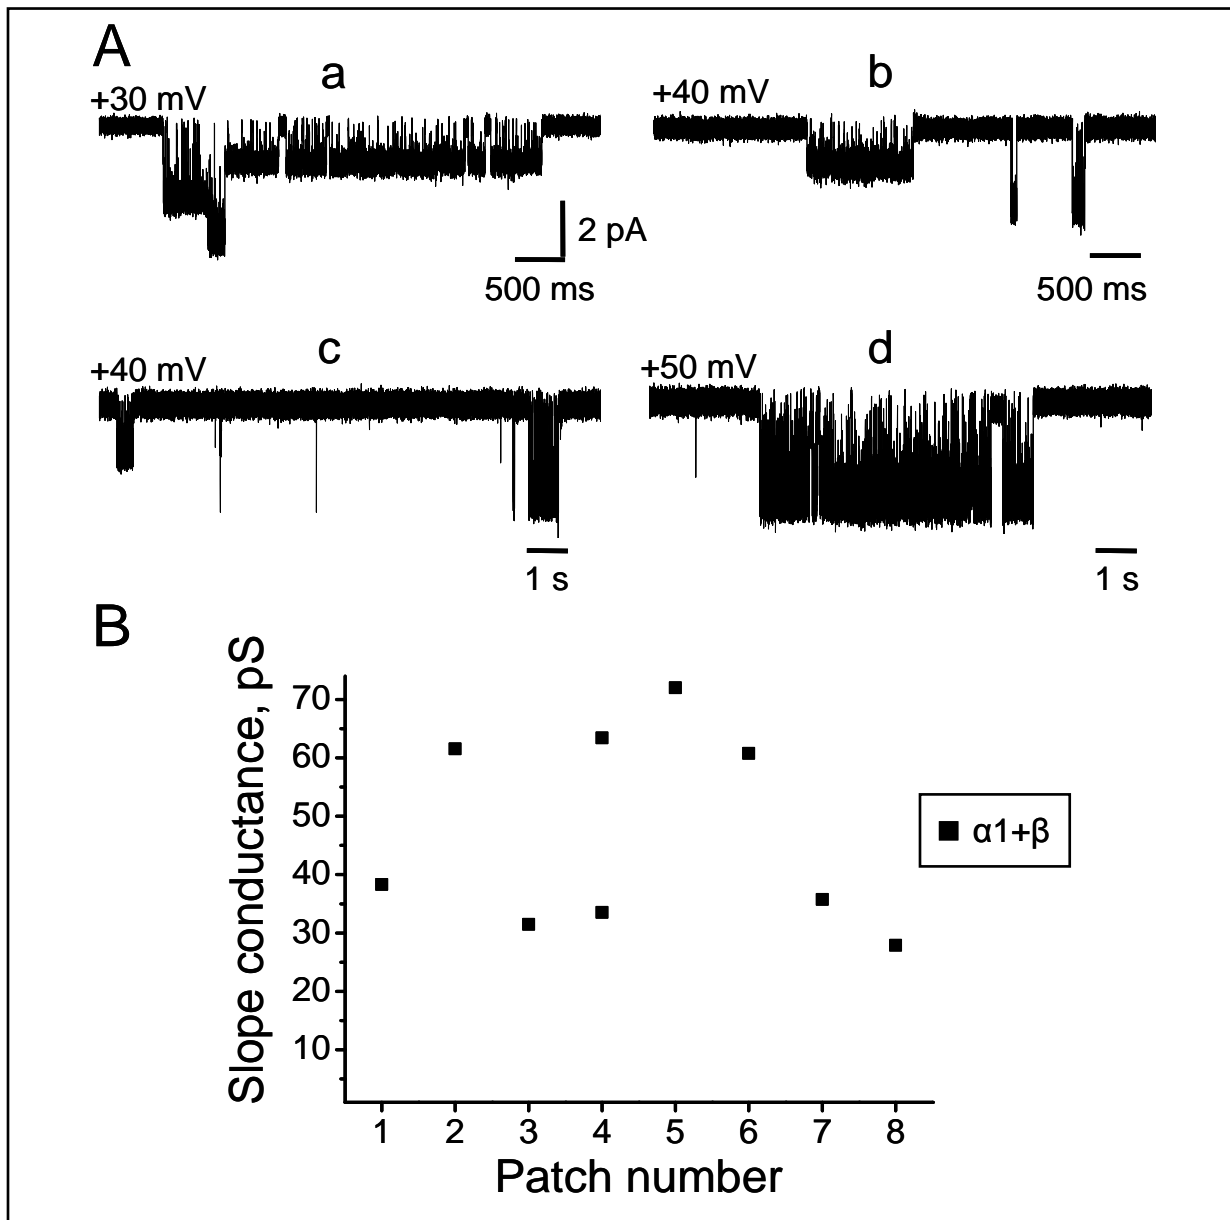 A
a
b
+30 mV
+40 mV
2 pA
500 ms
500 ms
c
d
+40 mV
+50 mV
1 s
1 s
B
Slope conductance, pS
70
60
50
40
30
20
10
α1+β
1 2 3 4 5 6 7 8
Patch number